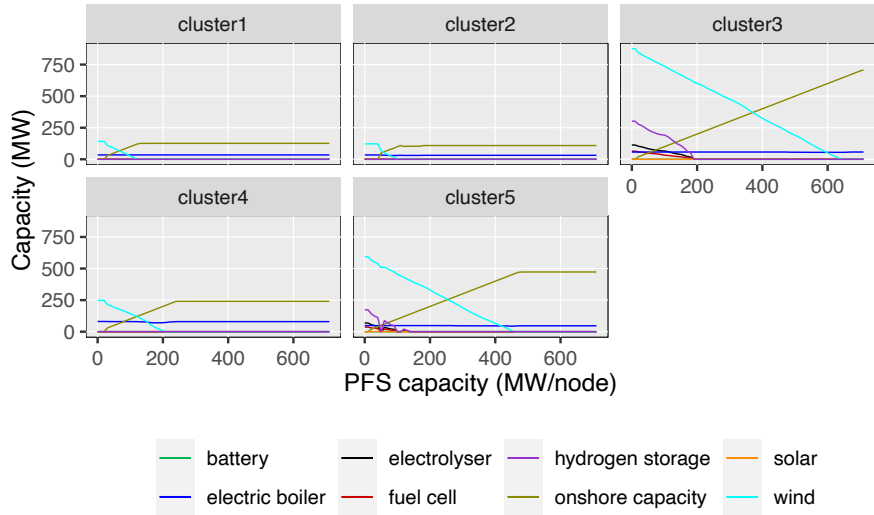 cluster1 cluster2 cluster3
750
500
250
0
0 200 400 600
cluster4 cluster5
750
500
250
0
0 200 400 600 0 200 400 600
Capacity (MW)
PFS capacity (MW/node)
battery electrolyser hydrogen storage solar
electric boiler fuel cell onshore capacity wind